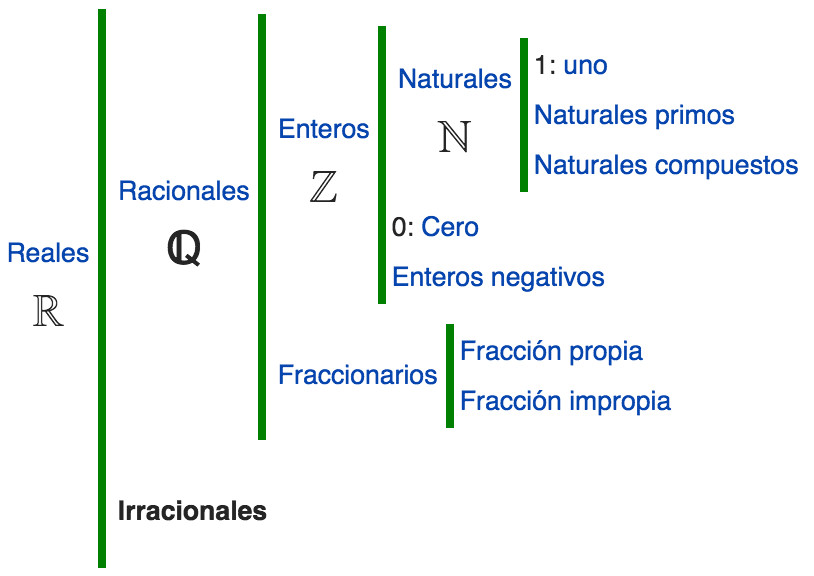 Reales
ℝ
Racionales
ℚ
Enteros
ℤ
Naturales
ℕ
1: uno
Naturales primos
Naturales compuestos
0: Cero
Enteros negativos
Fraccionarios
Fracción propia
Fracción impropia
Irracionales